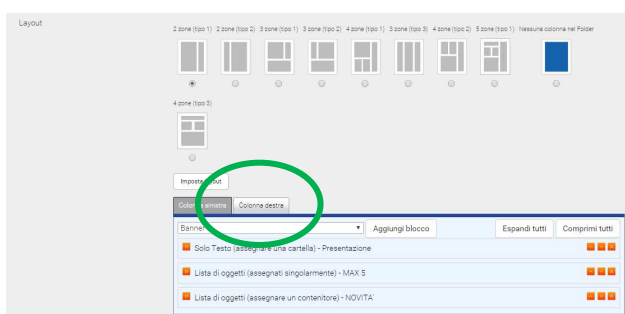 Layout
2 zone (tipo 1) 2 zone (tipo 2) 3 zone (tipo 1) 3 zone (tipo 2) 4 zone (tipo 1) 3 zone (tipo 3) 4 zone (tipo 2) 5 zone (tipo 1) Nessuna colonna nel Folder
4 zone (tipo 3)
Imposta layout
Colonna sinistra Colonna destra
Banner Aggiungi blocco Espandi tutti Comprimi tutti
Solo Testo (assegnare una cartella) - Presentazione
Lista di oggetti (assegnati singolarmente) - MAX 5
Lista di oggetti (assegnare un contenitore) - NOVITA'